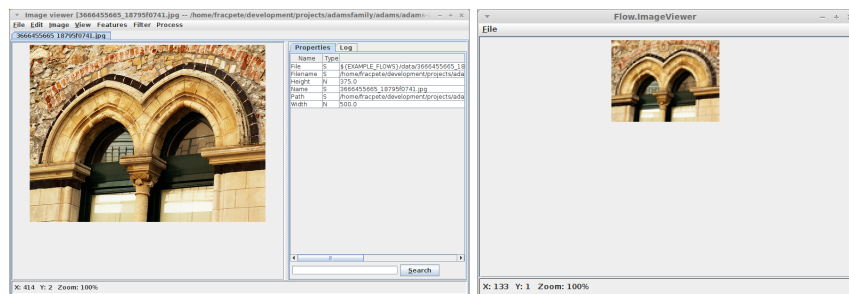 Image viewer [3666455665_18795f0741.jpg -- /home/fracpete/development/projects/adamsfamily/adams/adams-
File Edit Image View Features Filter Process
3666455665_18795f0741.jpg
Properties Log
Name Type
File S ${EXAMPLE_FLOWS}/data/3666455665_18
Filename S /home/fracpete/development/projects/ada
Height N 375.0
Name S 3666455665_18795f0741.jpg
Path S /home/fracpete/development/projects/ada
Width N 500.0
Search
X: 414 Y: 2 Zoom: 100%
Flow.ImageViewer
File
X: 133 Y: 1 Zoom: 100%